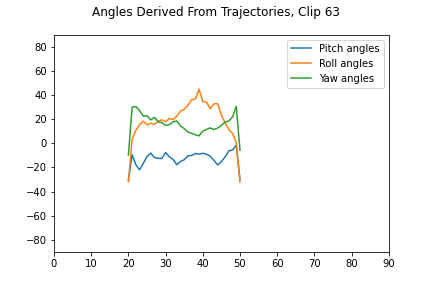 Angles Derived From Trajectories, Clip 63
Pitch angles
Roll angles
Yaw angles
80
60
40
20
0
−20
−40
−60
−80
0 10 20 30 40 50 60 70 80 90